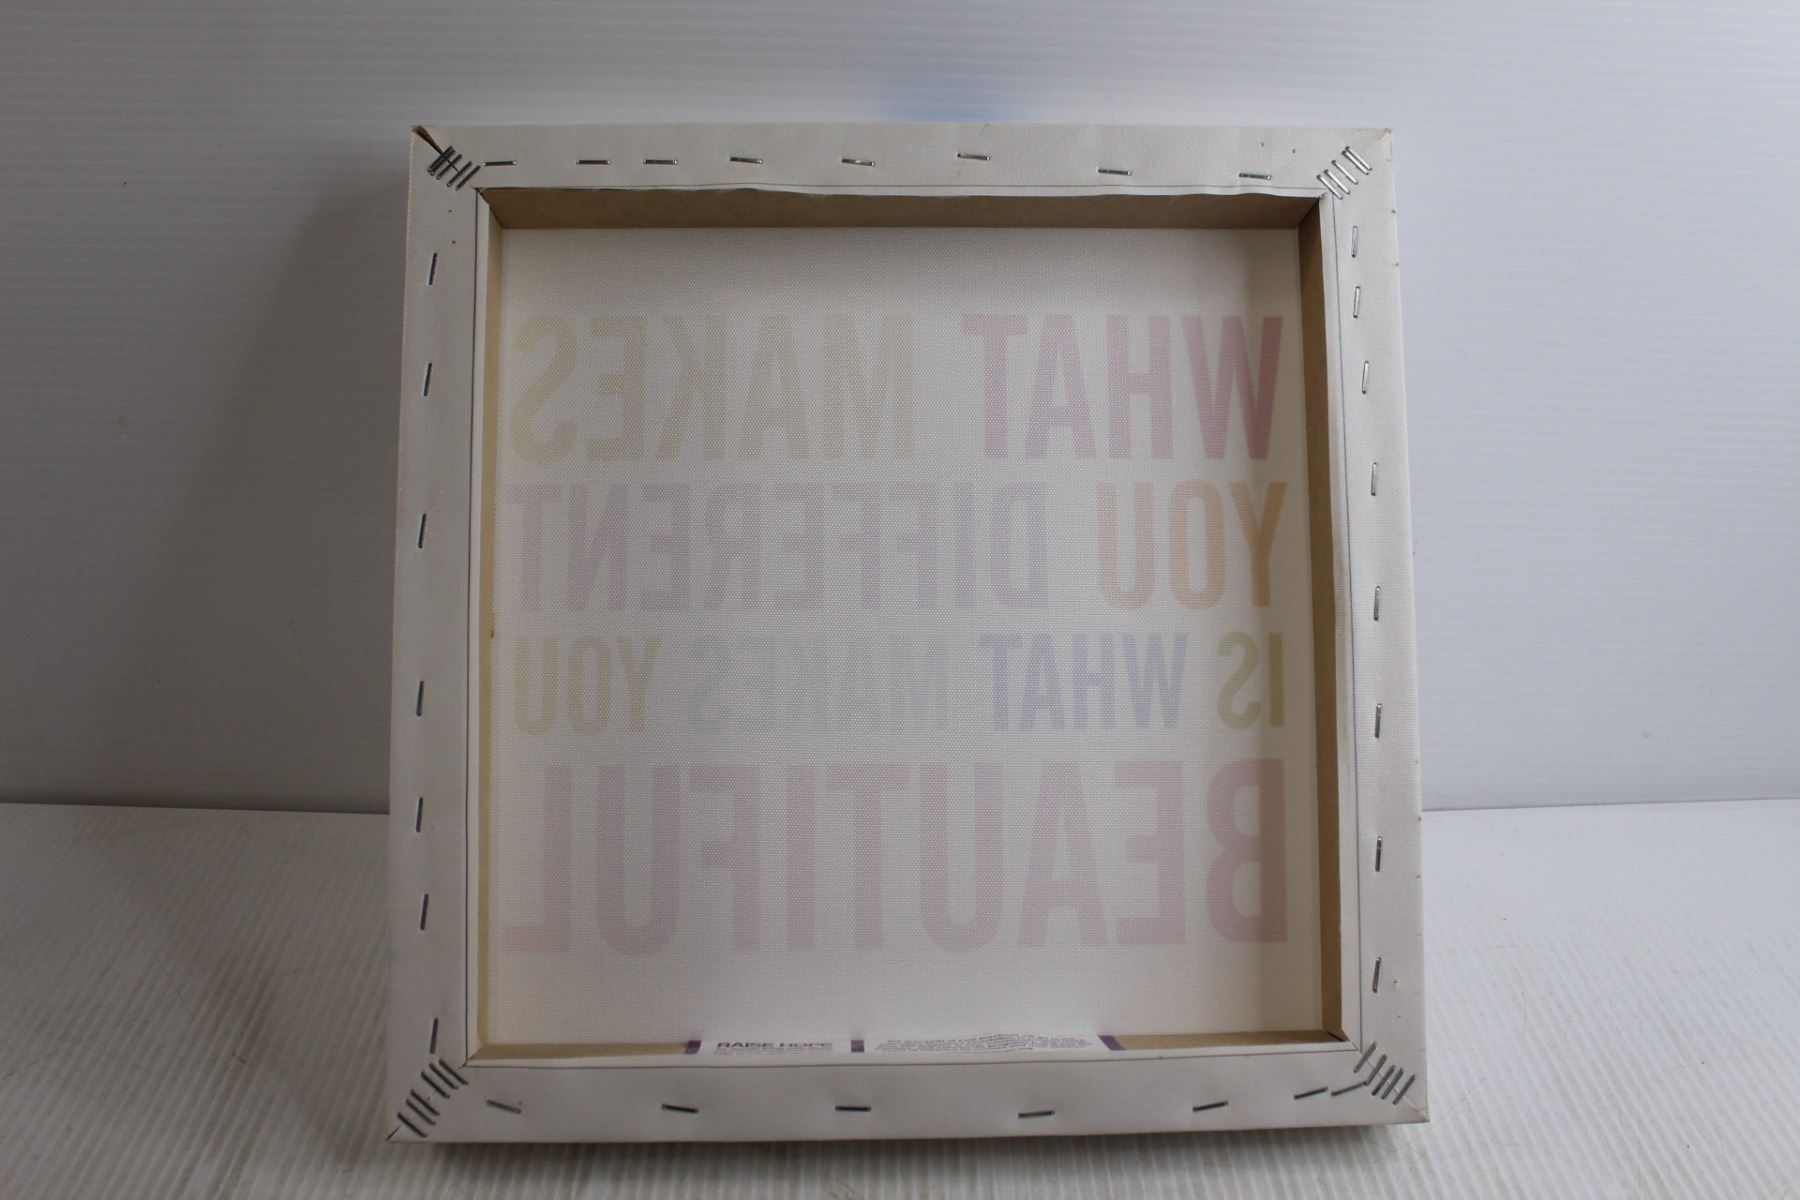 WHAT MAKES
YOU DIFFERENT
IS WHAT MAKES YOU
BEAUTIFUL
RAISE HOPE